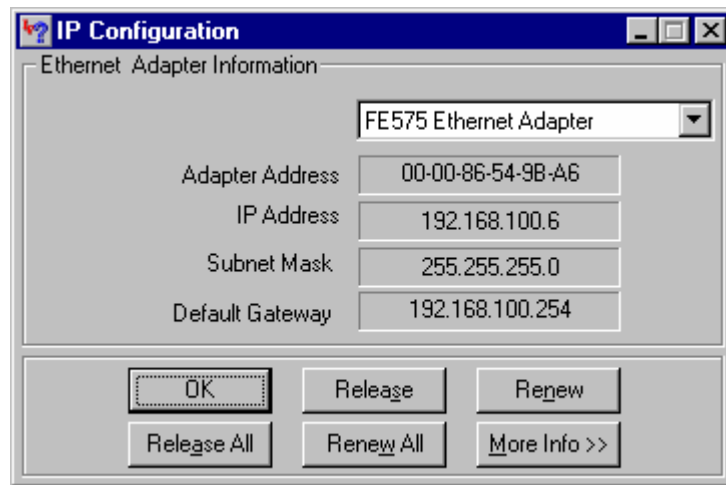 IP Configuration
Ethernet Adapter Information
FE575 Ethernet Adapter
Adapter Address 00-00-86-54-9B-A6
IP Address 192.168.100.6
Subnet Mask 255.255.255.0
Default Gateway 192.168.100.254
OK Release Renew
Release All Renew All More Info >>